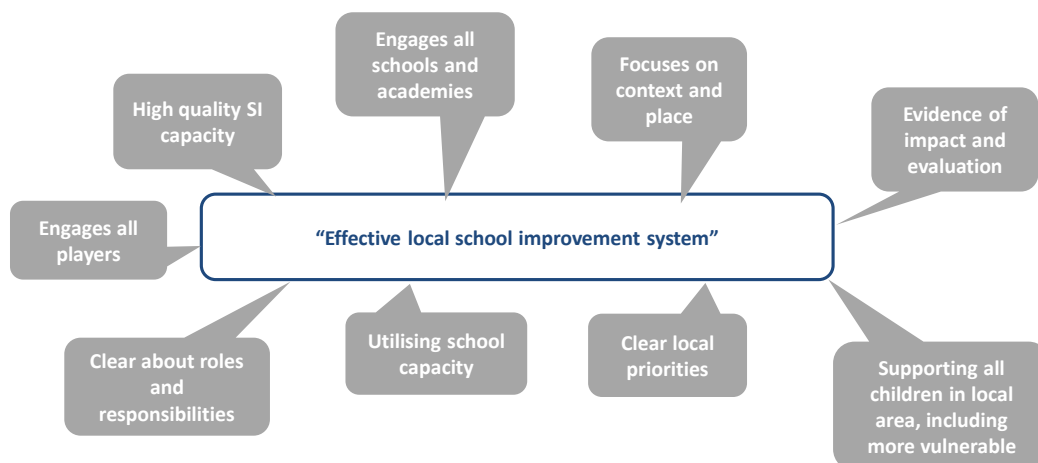 Engages all
schools and
academies
Focuses on
context and
place
High quality SI
capacity
Evidence of
impact and
evaluation
Engages all
players
“Effective local school improvement system”
Clear about roles
and
responsibilities
Utilising school
capacity
Clear local
priorities
Supporting all
children in local
area, including
more vulnerable